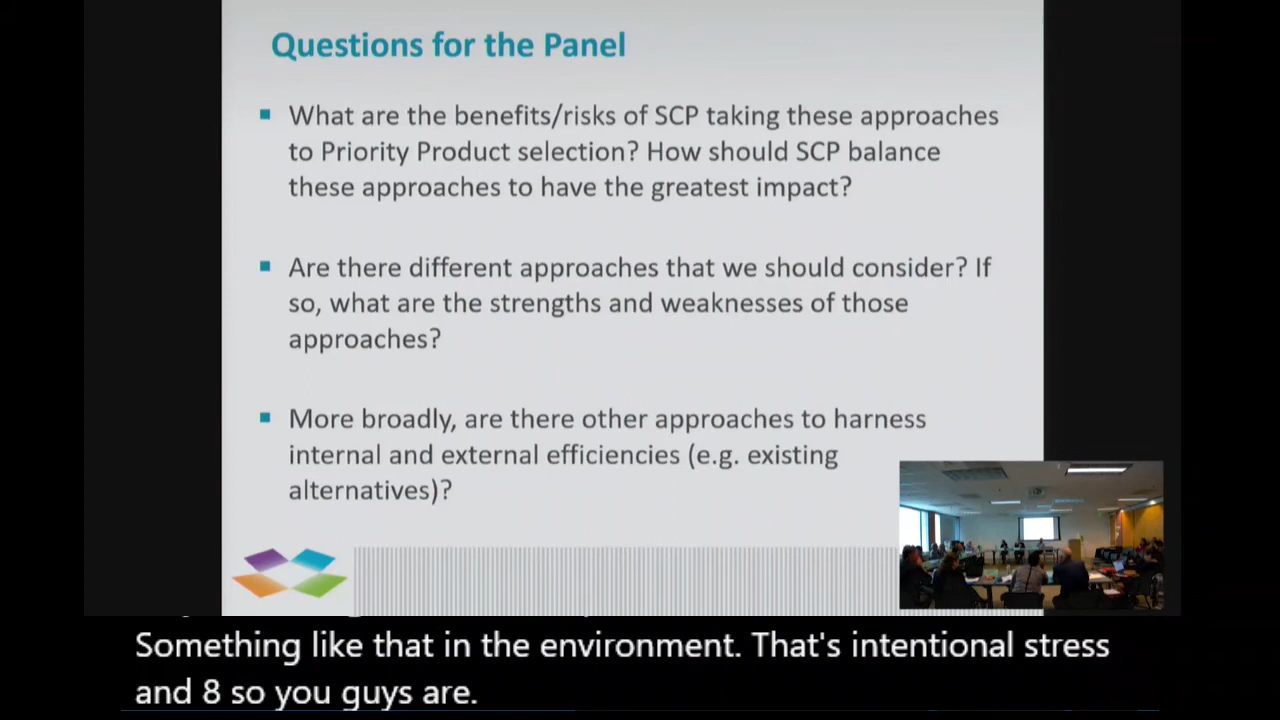 Questions for the Panel
What are the benefits/risks of SCP taking these approaches
to Priority Product selection? How should SCP balance
these approaches to have the greatest impact?
Are there different approaches that we should consider? If
so, what are the strengths and weaknesses of those
approaches?
More broadly, are there other approaches to harness
internal and external efficiencies (e.g. existing
alternatives)?
Something like that in the environment. That's intentional stress
and 8 so you guys are.